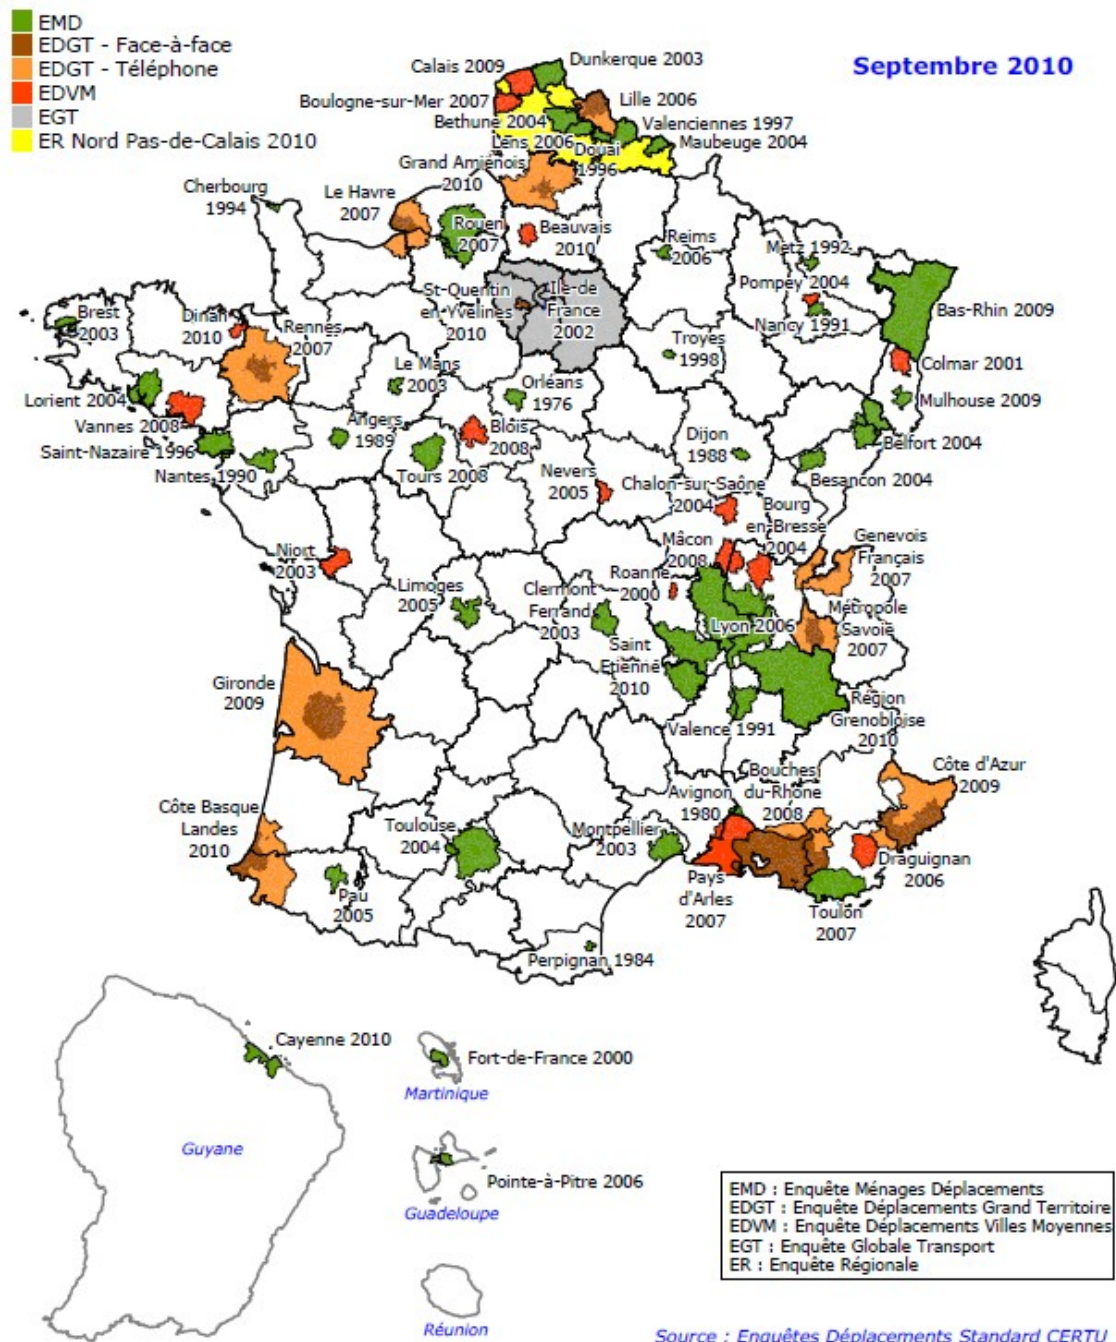 EMD
EDGT - Face-à-face
EDGT - Téléphone
EDVM
EGT
ER Nord Pas-de-Calais 2010
Septembre 2010
Calais 2009
Dunkerque 2003
Boulogne-sur-Mer 2007
Lille 2006
Bethune 2004
Valenciennes 1997
Lens 2006
Douai
1996
Maubeuge 2004
Grand Amiénois
2010
Cherbourg
1994
Le Havre
2007
Rouen
2007
Beauvais
2010
Reims
2006
Metz 1992
Pompey 2004
Nancy 1991
Bas-Rhin 2009
St-Quentin
en-Yvelines
2010
Ile-de
France
2002
Brest
2003
Dinan
2010
Rennes
2007
Le Mans
2003
Orléans
1976
Troyes
1998
Colmar 2001
Mulhouse 2009
Lorient 2004
Vannes 2008
Saint-Nazaire 1996
Nantes 1990
Angers
1989
Tours 2008
Blois
2008
Nevers
2005
Dijon
1988
Belfort 2004
Besancon 2004
Chalon-sur-Saône
2004
Bourg
en-Bresse
2004
Mâcon
2008
Genevois
Français
2007
Niort
2003
Limoges
2005
Clermont
Ferrand
2003
Roanne
2000
Lyon 2006
Métropole
Savoie
2007
Saint
Etienne
2010
Gironde
2009
Valence 1991
Région
Grenobloise
2010
Côte Basque
Landes
2010
Toulouse
2004
Montpellier
2003
Avignon
1980
Bouches
du-Rhône
2008
Côte d'Azur
2009
Pau
2005
Pays
d'Arles
2007
Draguignan
2006
Toulon
2007
Perpignan 1984
Cayenne 2010
Guyane
Fort-de-France 2000
Martinique
Pointe-à-Pitre 2006
Guadeloupe
Réunion
EMD : Enquête Ménages Déplacements
EDGT : Enquête Déplacements Grand Territoire
EDVM : Enquête Déplacements Villes Moyennes
EGT : Enquête Globale Transport
ER : Enquête Régionale
Source : Enquêtes Déplacements Standard CERTU